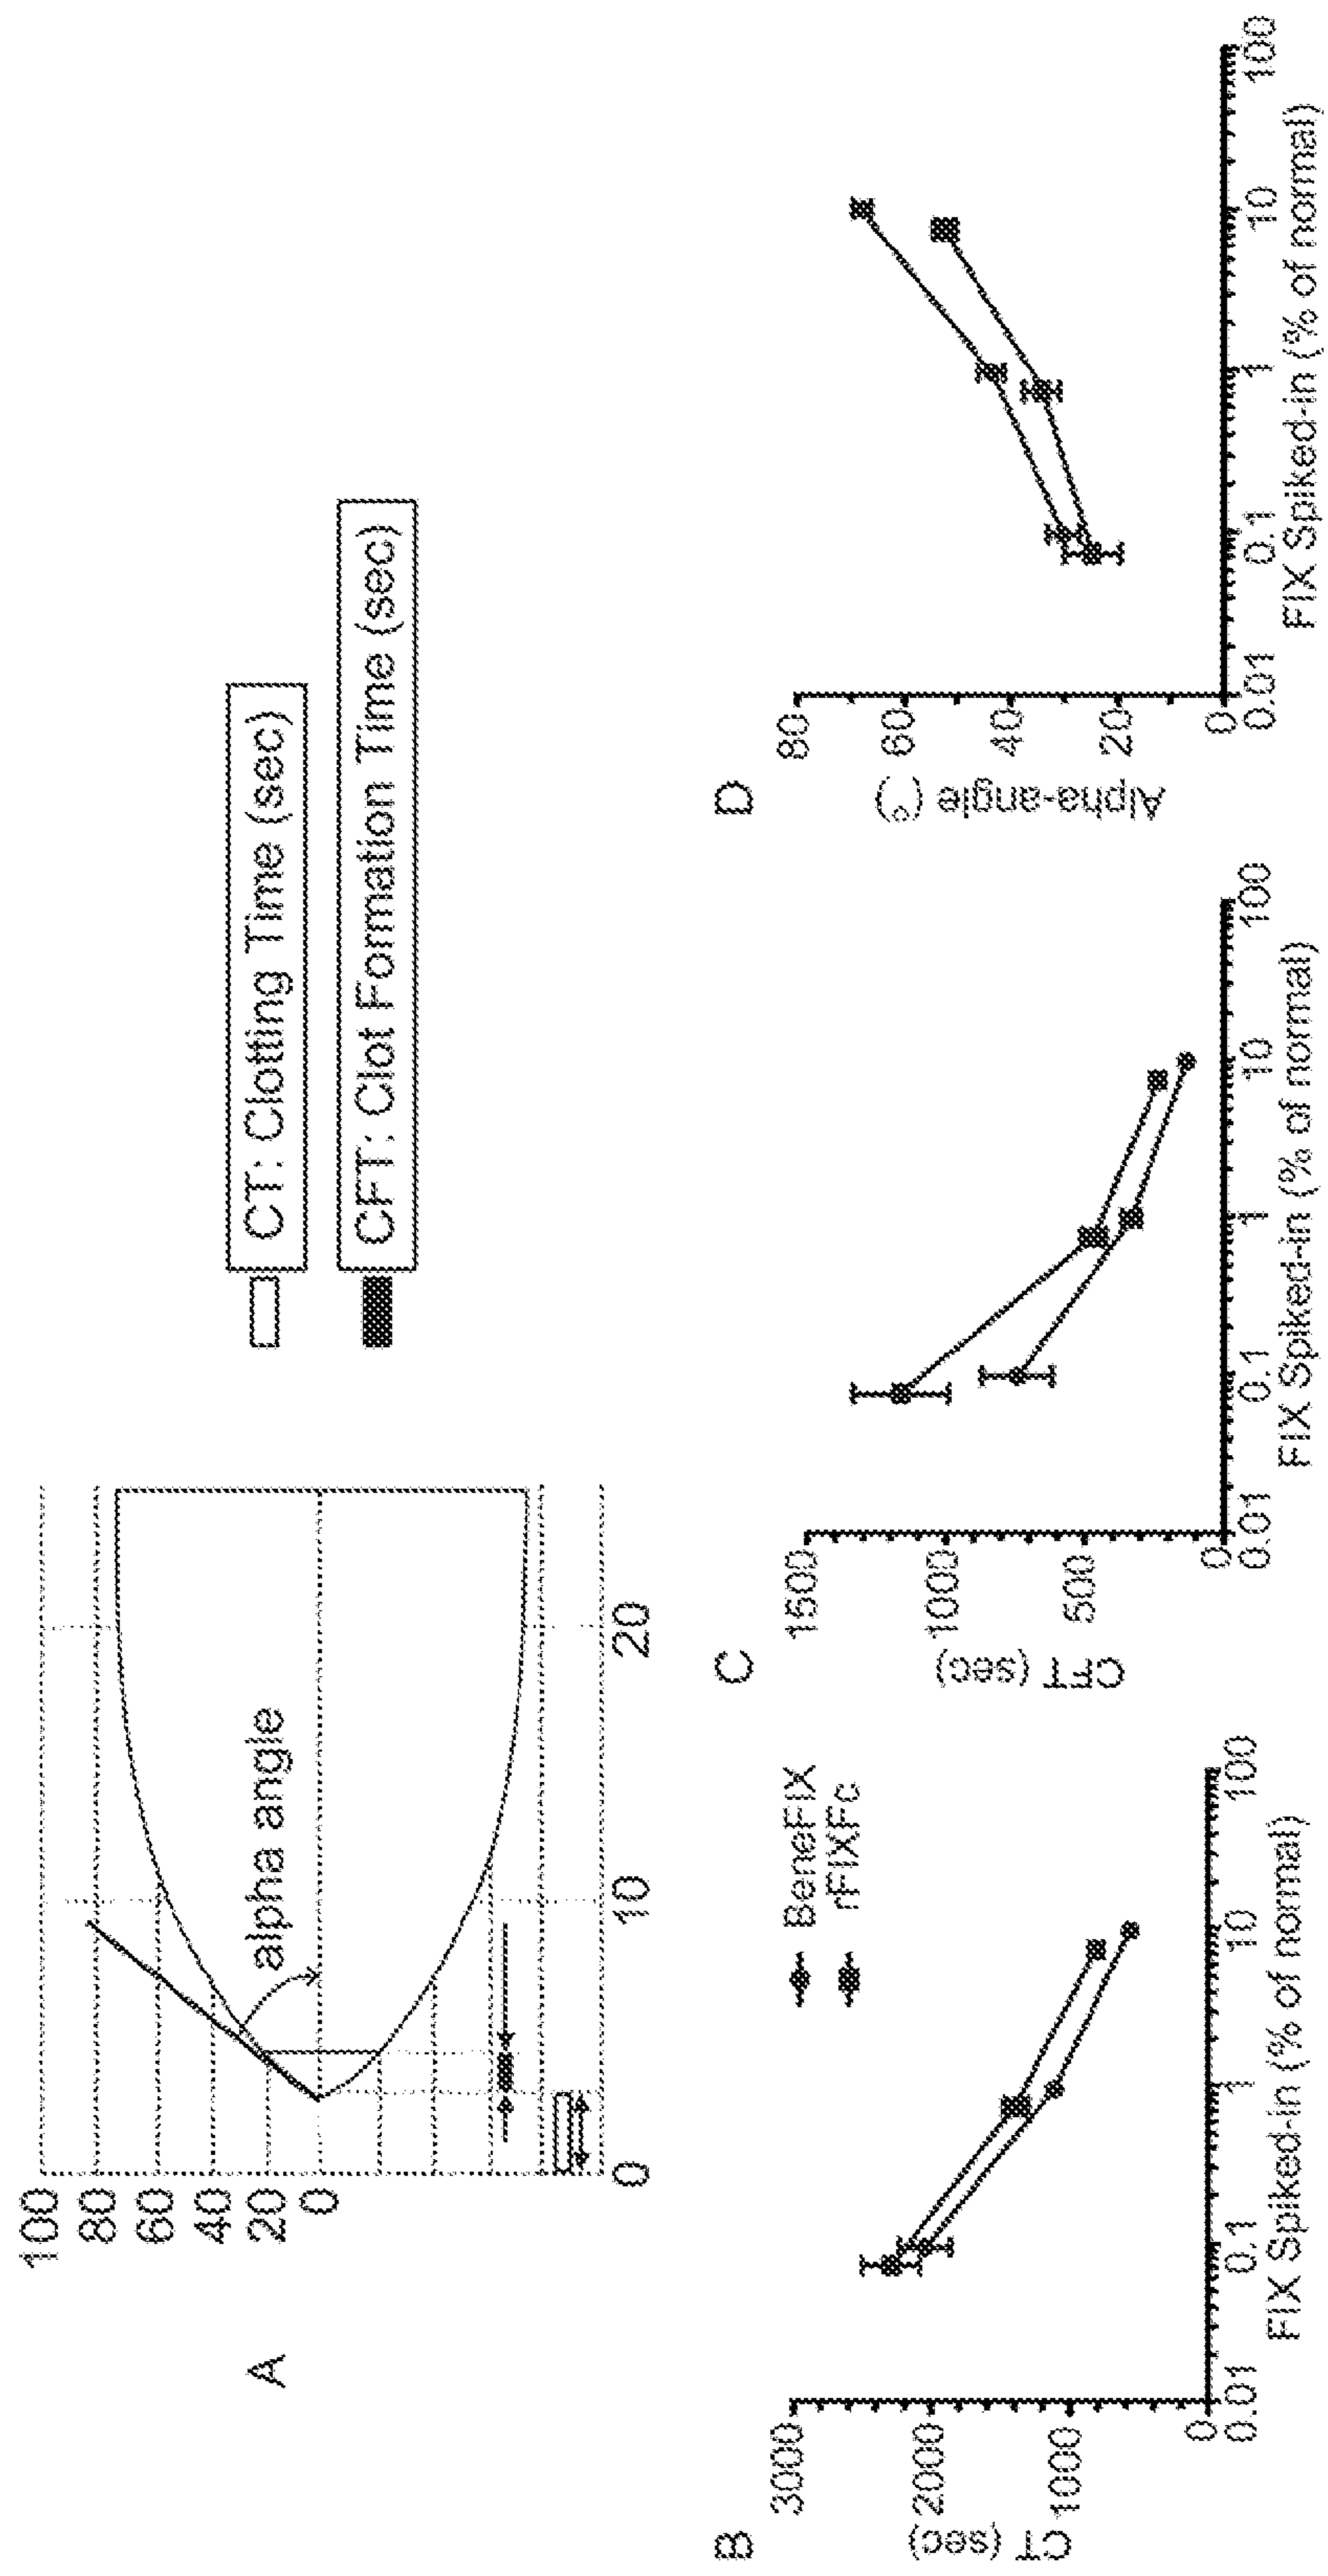 A
100
80
60
40
20
0
0
10
20
alpha angle
CT: Clotting Time (sec)
CFT: Clot Formation Time (sec)
B
CT (sec)
3000
2000
1000
0
0.01
0.1
1
10
100
FIX Spiked-in (% of normal)
BeneFIX
rFIXFc
C
CFT (sec)
1500
1000
500
0
0.01
0.1
1
10
100
FIX Spiked-in (% of normal)
D
Alpha-angle (°)
80
60
40
20
0
0.01
0.1
1
10
100
FIX Spiked-in (% of normal)